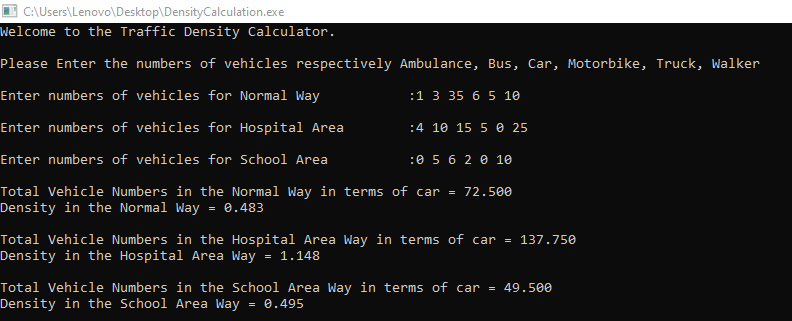 C:\Users\Lenovo\Desktop\DensityCalculation.exe
Welcome to the Traffic Density Calculator.
Please Enter the numbers of vehicles respectively Ambulance, Bus, Car, Motorbike, Truck, Walker
Enter numbers of vehicles for Normal Way :1 3 35 6 5 10
Enter numbers of vehicles for Hospital Area :4 10 15 5 0 25
Enter numbers of vehicles for School Area :0 5 6 2 0 10
Total Vehicle Numbers in the Normal Way in terms of car = 72.500
Density in the Normal Way = 0.483
Total Vehicle Numbers in the Hospital Area Way in terms of car = 137.750
Density in the Hospital Area Way = 1.148
Total Vehicle Numbers in the School Area Way in terms of car = 49.500
Density in the School Area Way = 0.495